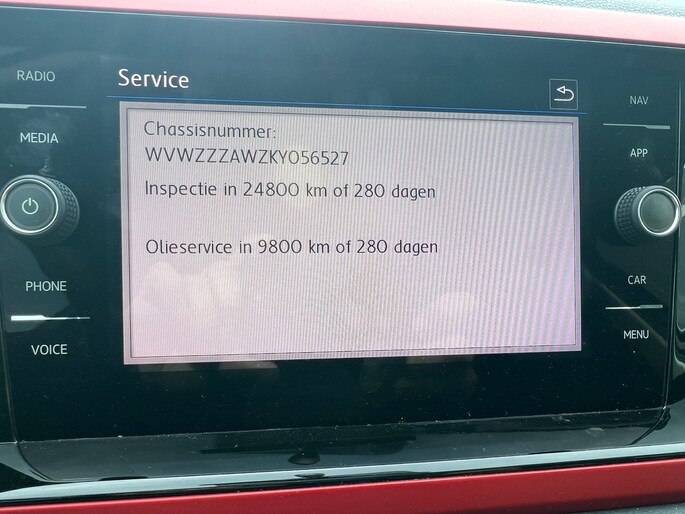 RADIO
MEDIA
PHONE
VOICE
Service
Chassisnummer:
WVWZZZAWZKY056527
Inspectie in 24800 km of 280 dagen
Olieservice in 9800 km of 280 dagen
NAV
APP
CAR
MENU